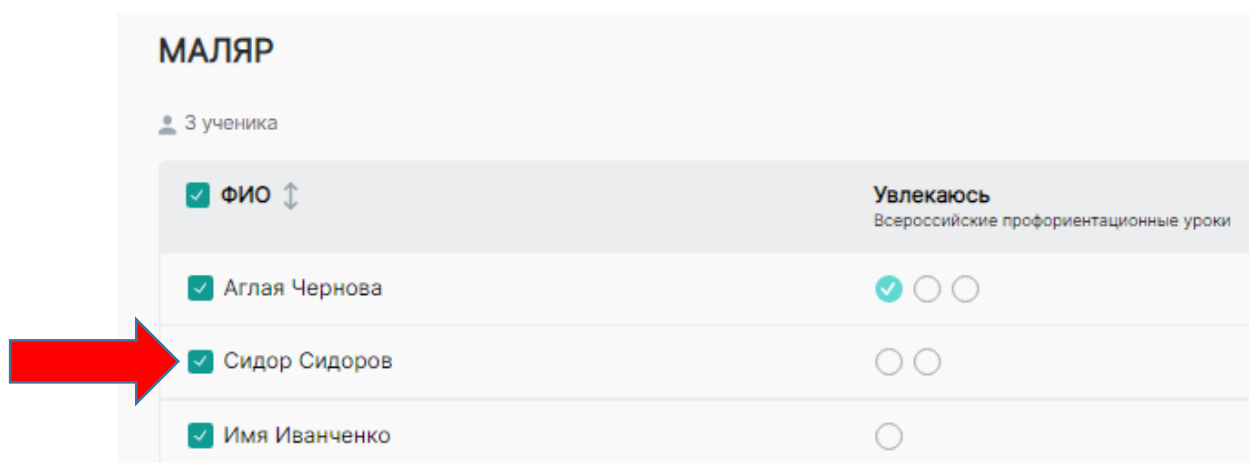 МАЛЯР
3 ученика
ФИО
Увлекаюсь
Всероссийские профориентационные уроки
Аглая Чернова
Сидор Сидоров
Имя Иванченко